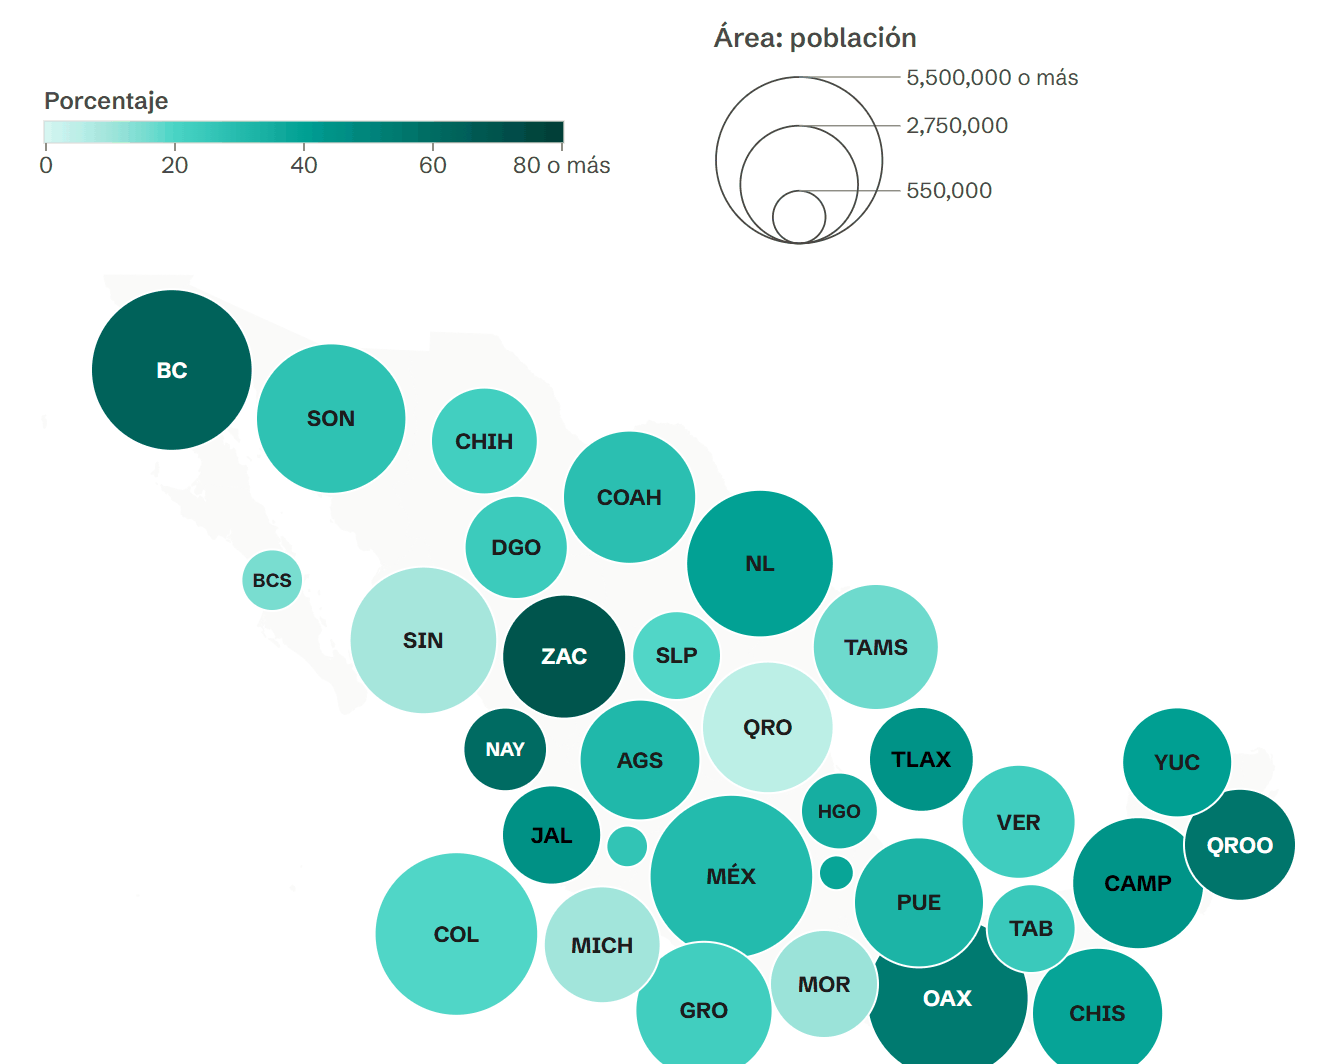 Área: población
5,500,000 o más
2,750,000
550,000
Porcentaje
0 20 40 60 80 o más
BC
SON
CHIH
COAH
DGO
NL
BCS
SIN
ZAC
SLP
TAMS
QRO
NAY
AGS
TLAX
YUC
HGO
VER
JAL
QROO
MÉX
CAMP
PUE
TAB
COL
MICH
MOR
OAX
GRO
CHIS